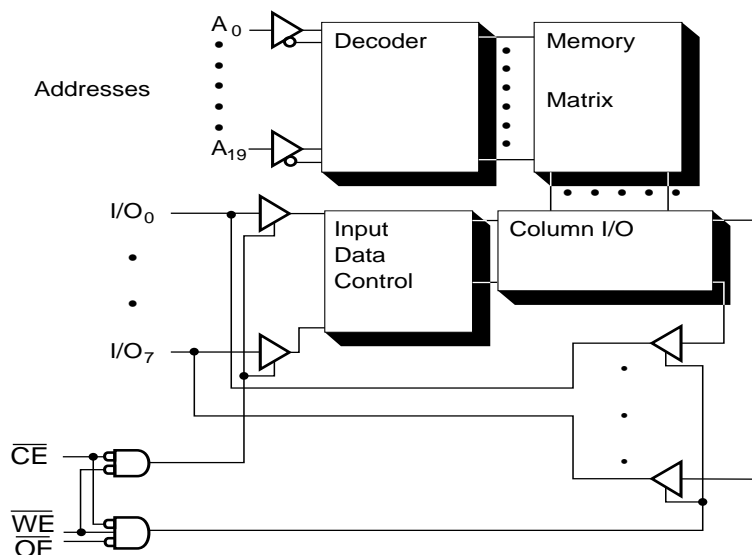 A0
Decoder
Memory
Matrix
Addresses
A19
I/O0
Input
Data
Control
Column I/O
I/O7
CE
WE
OE